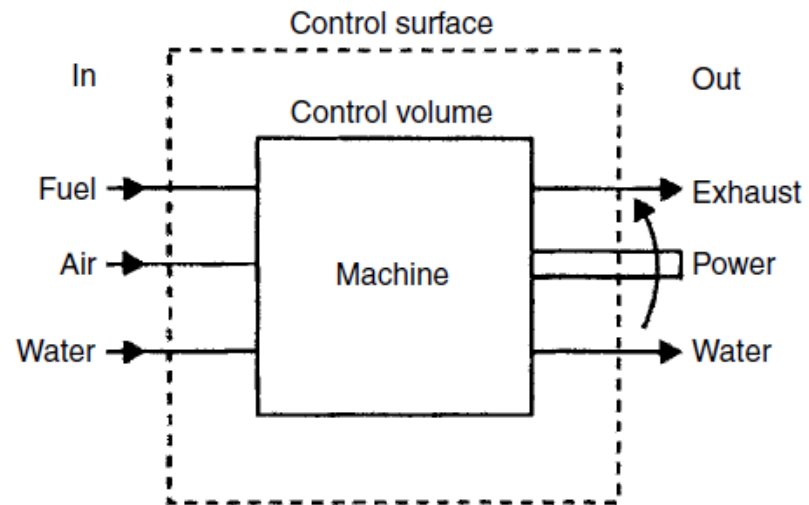 Control surface
In
Out
Control volume
Fuel
Exhaust
Air
Machine
Power
Water
Water